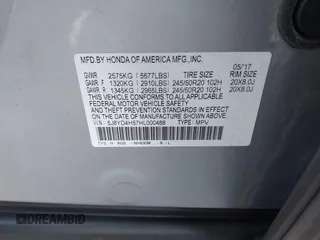 MFD.BY HONDA OF AMERICA MFG.,INC. 05/17
GVWR 2575KG (5677LBS) TIRE SIZE RIM SIZE
GAWR F 1320KG (2910LBS) 245/50R20 102H 20X8.0J
GAWR R 1345KG (2965LBS) 245/50R20 102H 20X8.0J
THIS VEHICLE CONFORMS TO ALL APPLICABLE
FEDERAL MOTOR VEHICLE SAFETY, BUMPER,
AND THEFT PREVENTION STANDARDS IN EFFECT ON
THE DATE OF MANUFACTURE SHOWN ABOVE.
V.I.N.: 5J8YD4H57HL000488 TYPE: MPV
DREAMBID